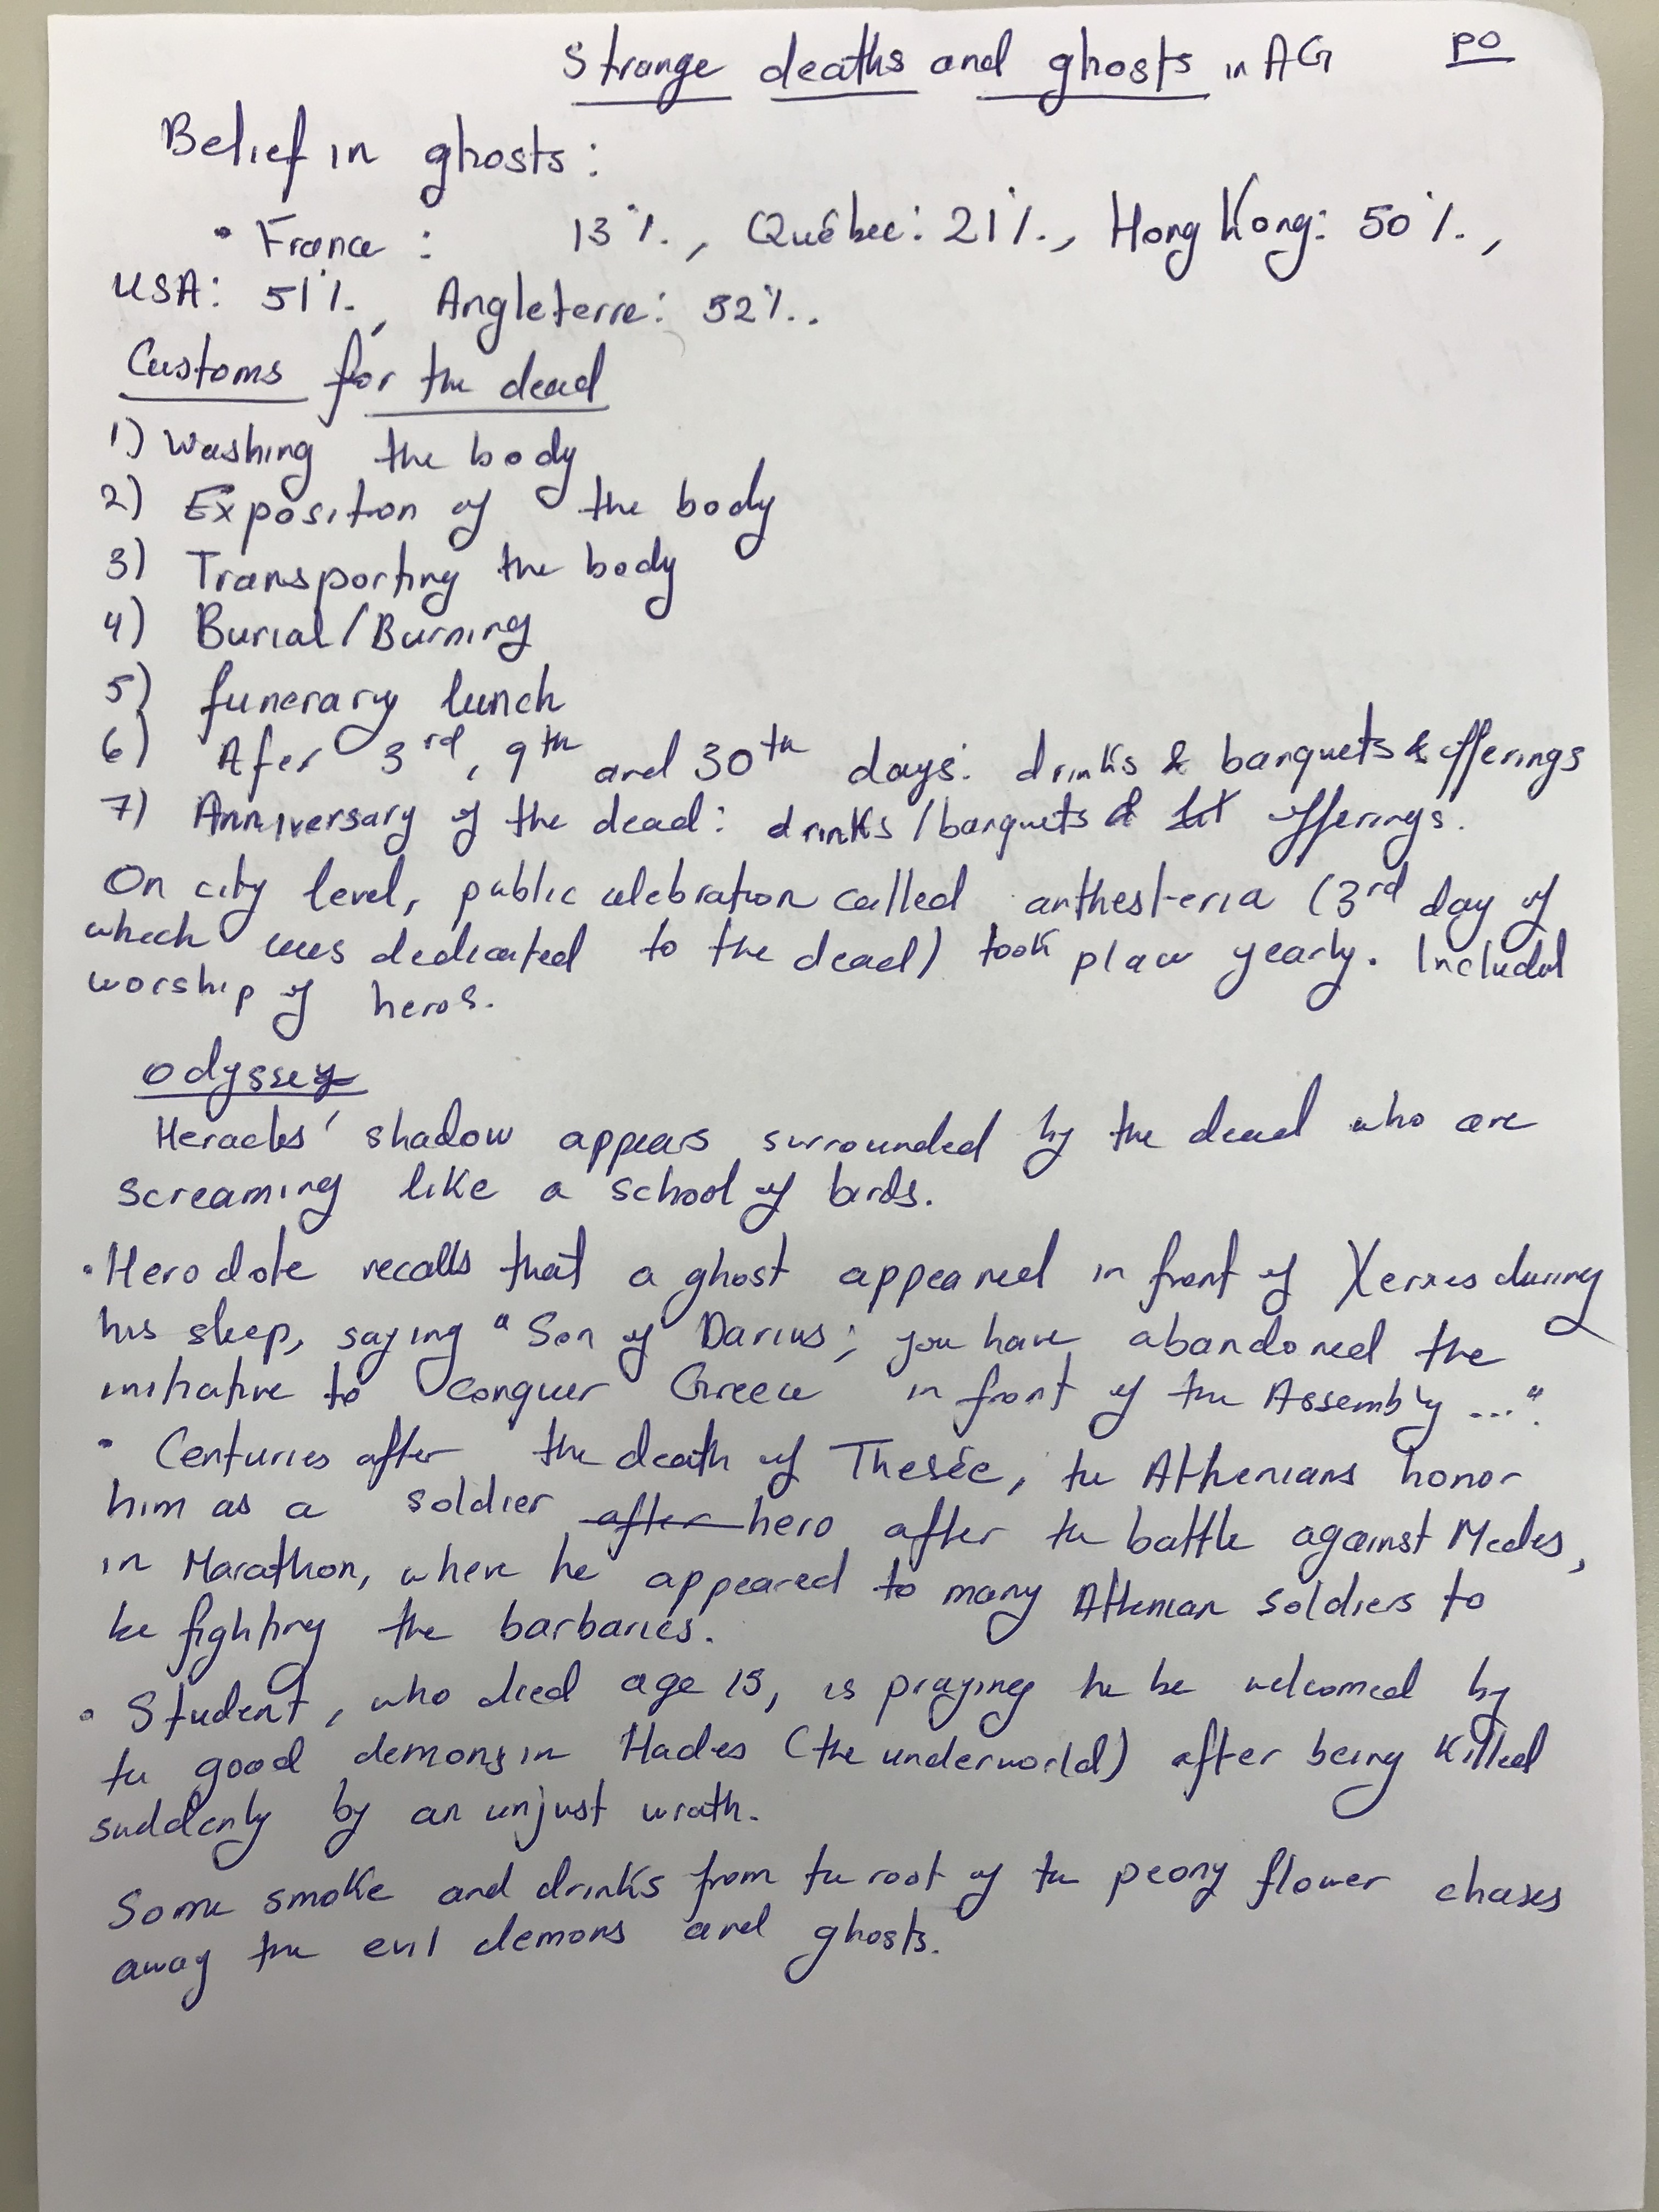 Strange deaths and ghosts in AG P0
Belief in ghosts:
• France : 13%., Québec: 21%., Hong Kong: 50%.,
USA: 51%., Angleterre: 52%..
Customs for the dead
1) Washing the body
2) Exposition of the body
3) Transporting the body
4) Burial/Burning
5) funerary lunch
6) Afer 3rd, 9th and 30th days: drinks & banquets & offerings
7) Anniversary of the dead: drinks/banquets & offerings.
On city level, public celebration called anthesteria (3rd day of
which was dedicated to the dead) took place yearly. Included
worship of heros.
Odyssey
Heracles' shadow appears surrounded by the dead who are
screaming like a school of birds.
• Herodote recalls that a ghost appeared in front of Xerxes during
his sleep, saying "Son of Darius; you have abandoned the
initiative to conquer Greece in front of the Assembly ...".
• Centuries after the death of Thesée, the Athenians honor
him as a soldier after hero after the battle against Medes,
in Marathon, where he appeared to many Athenian soldiers to
be fighting the barbaries.
• Student, who died age 15, is praying he be welcomed by
the good demons in Hades (the underworld) after being killed
suddenly by an unjust wrath.
Some smoke and drinks from the root of the peony flower chases
away the evil demons and ghosts.